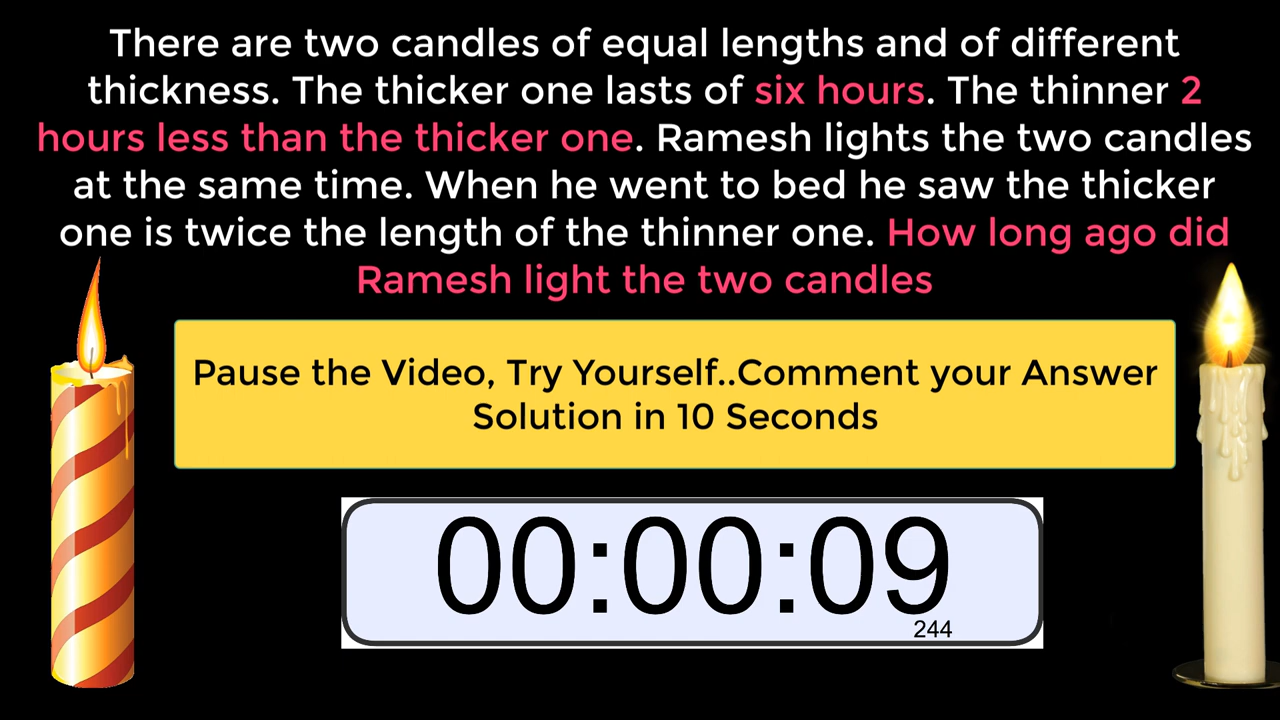 There are two candles of equal lengths and of different
thickness. The thicker one lasts of six hours. The thinner 2
hours less than the thicker one. Ramesh lights the two candles
at the same time. When he went to bed he saw the thicker
one is twice the length of the thinner one. How long ago did
Ramesh light the two candles
Pause the Video, Try Yourself..Comment your Answer
Solution in 10 Seconds
00:00:09
244